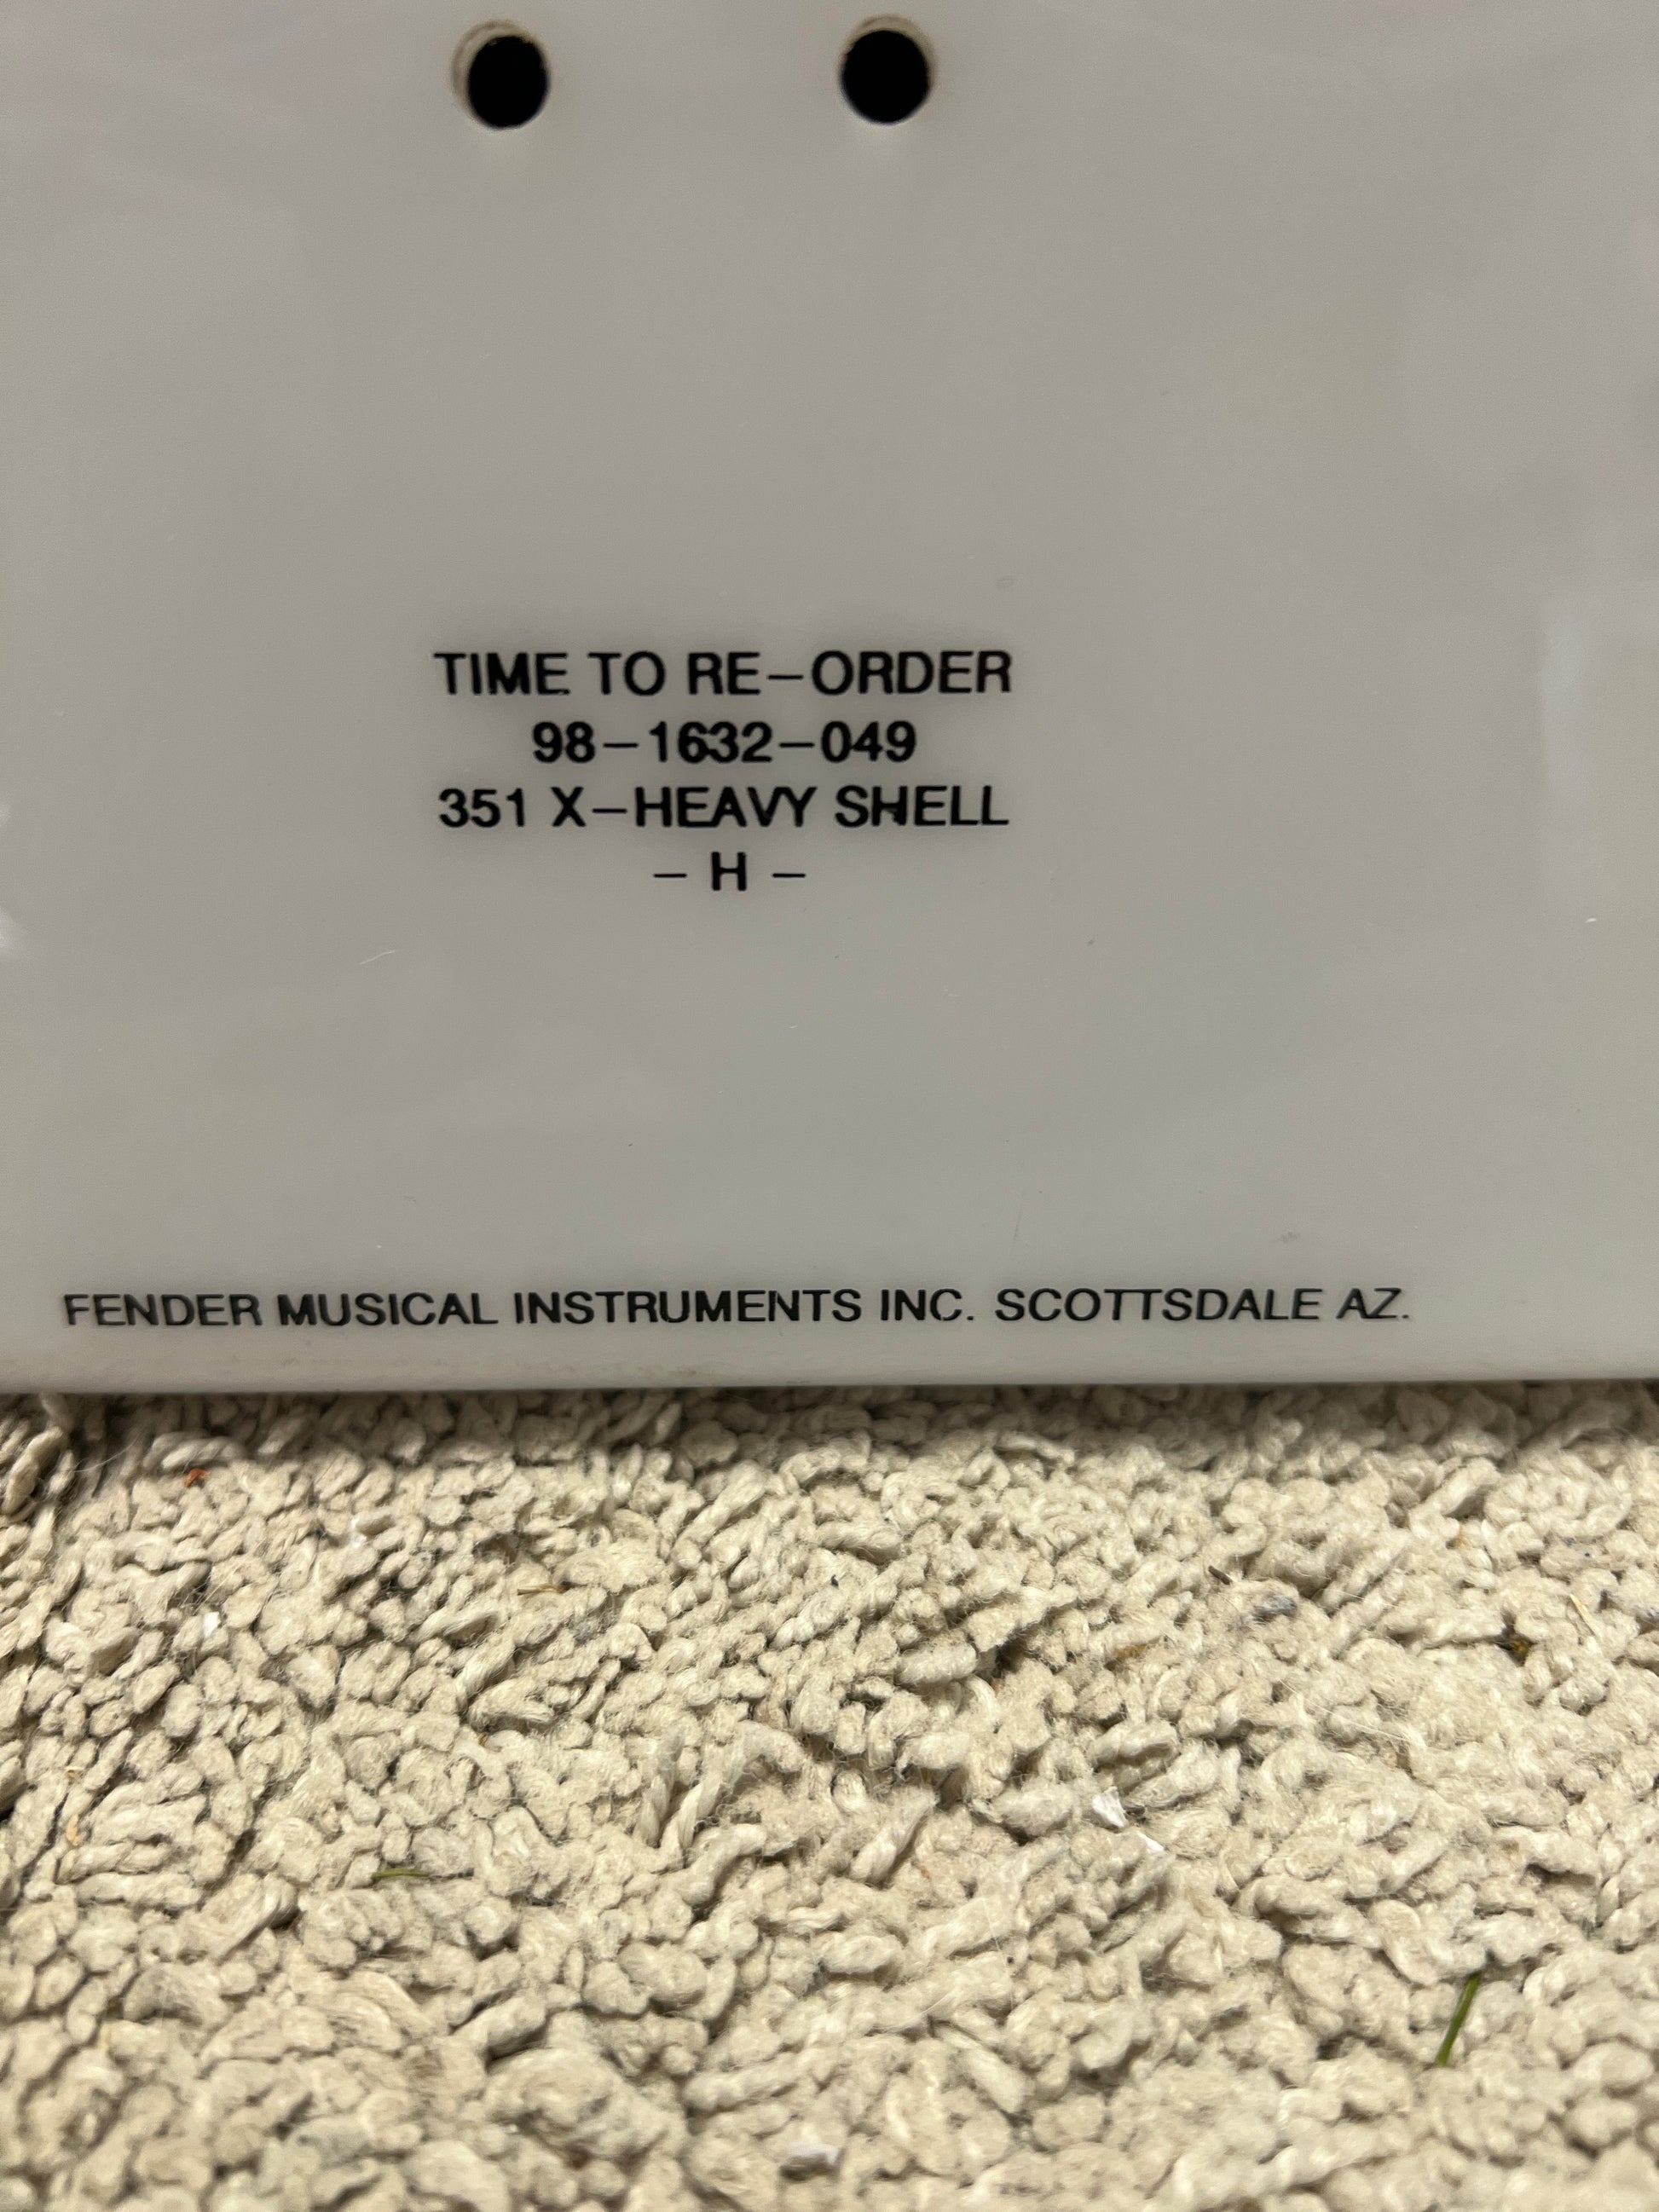 TIME TO RE-ORDER
98-1632-049
351 X-HEAVY SHELL
- H -
FENDER MUSICAL INSTRUMENTS INC. SCOTTSDALE AZ.